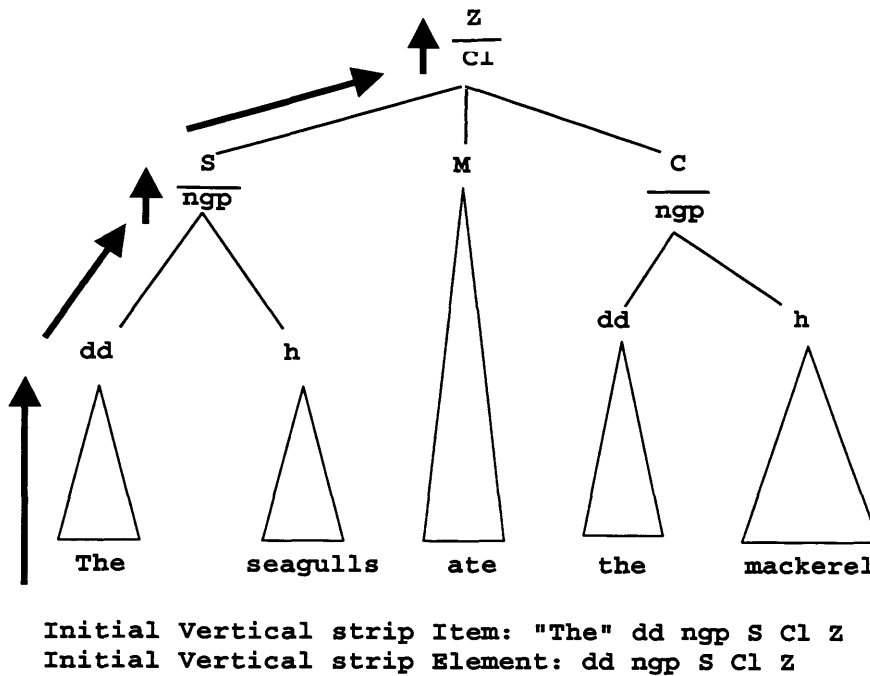 Z
Cl
S M C
ngp ngp
dd h dd h
The seagulls ate the mackerel
Initial Vertical strip Item: "The" dd ngp S Cl Z
Initial Vertical strip Element: dd ngp S Cl Z